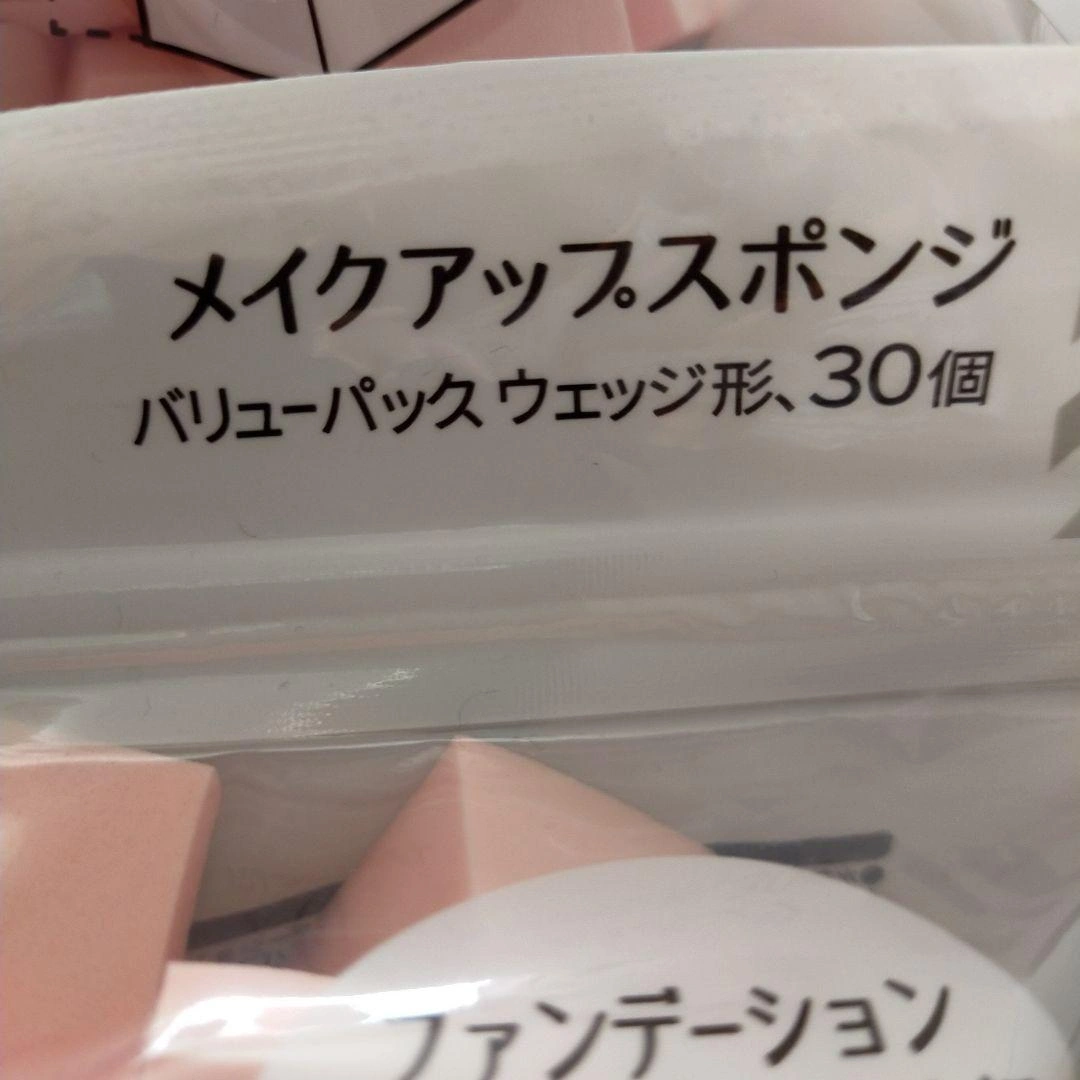 メイクアップスポンジ
バリューパック ウェッジ形、30個
ファンデーション